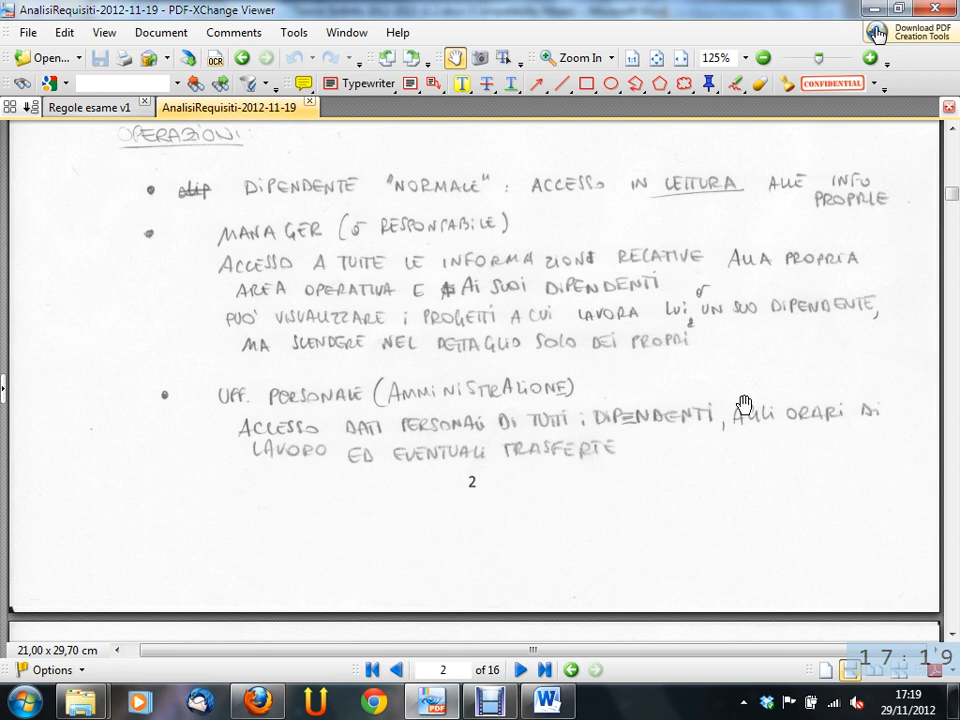 AnalisiRequisiti-2012-11-19 - PDF-XChange Viewer
File Edit View Document Comments Tools Window Help
Download PDF
Creation Tools
Open... OCR Zoom In 125%
Typewriter CONFIDENTIAL
Regole esame v1 AnalisiRequisiti-2012-11-19
OPERAZIONI:
DIPENDENTE "NORMALE": ACCESSO IN LETTURA ALLE INFO
PROPRIE
MANAGER (O RESPONSABILE)
ACCESSO A TUTTE LE INFORMAZIONI RELATIVE ALLA PROPRIA
AREA OPERATIVA E AI SUOI DIPENDENTI
PUO' VISUALIZZARE I PROGETTI A CUI LAVORA LUI O UN SUO DIPENDENTE,
MA SCENDERE NEL DETTAGLIO SOLO DEI PROPRI
UFF. PERSONALE (AMMINISTRAZIONE)
ACCESSO DATI PERSONALI DI TUTTI I DIPENDENTI, AGLI ORARI DI
LAVORO ED EVENTUALI TRASFERTE
2
21,00 x 29,70 cm
17:19
Options 2 of 16
17:19
29/11/2012